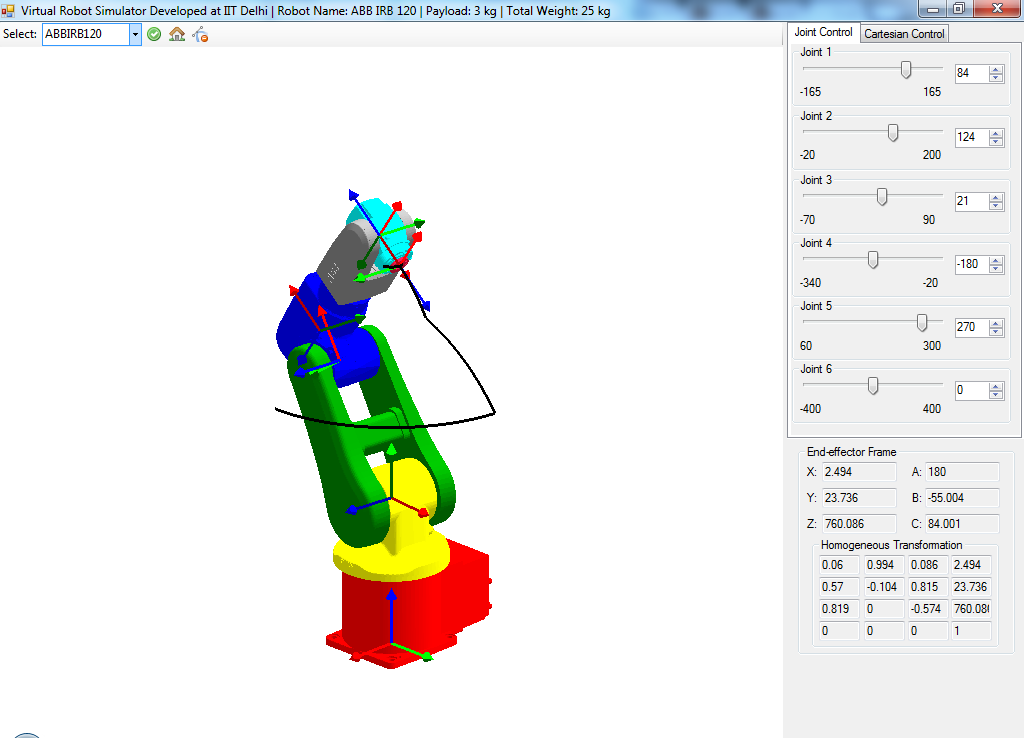 Virtual Robot Simulator Developed at IIT Delhi | Robot Name: ABB IRB 120 | Payload: 3 kg | Total Weight: 25 kg
Select: ABBIRB120
Joint Control Cartesian Control
Joint 1
84
-165 165
Joint 2
124
-20 200
Joint 3
21
-70 90
Joint 4
-180
-340 -20
Joint 5
270
60 300
Joint 6
0
-400 400
End-effector Frame
X: 2.494 A: 180
Y: 23.736 B: -55.004
Z: 760.086 C: 84.001
Homogeneous Transformation
0.06 0.994 0.086 2.494
0.57 -0.104 0.815 23.736
0.819 0 -0.574 760.08
0 0 0 1